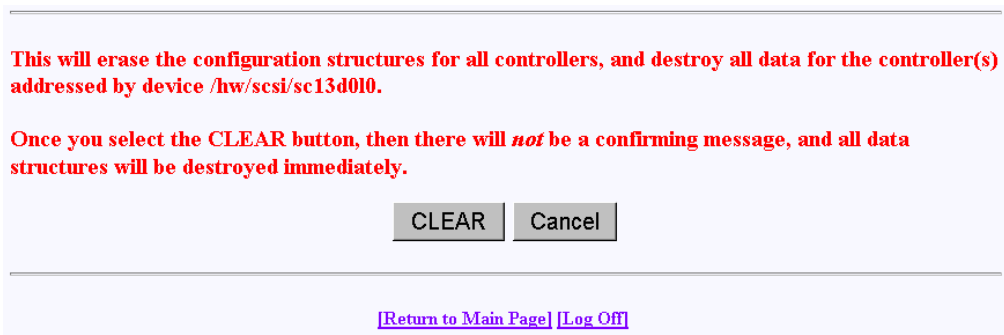 This will erase the configuration structures for all controllers, and destroy all data for the controller(s)
addressed by device /hw/scsi/sc13d0l0.
Once you select the CLEAR button, then there will not be a confirming message, and all data
structures will be destroyed immediately.
CLEAR Cancel
[Return to Main Page] [Log Off]